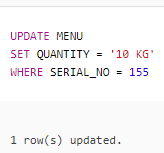 UPDATE MENU
SET QUANTITY = '10 KG'
WHERE SERIAL_NO = 155
1 row(s) updated.